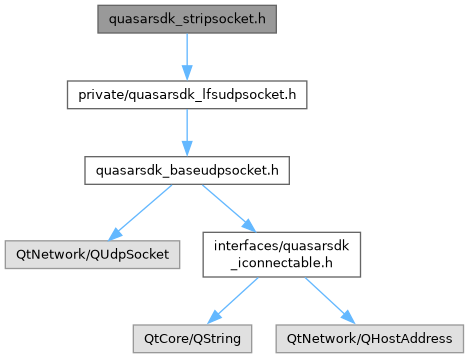 quasarsdk_stripsocket.h
private/quasarsdk_lfsudpsocket.h
quasarsdk_baseudpsocket.h
QtNetwork/QUdpSocket
interfaces/quasarsdk
_iconnectable.h
QtCore/QString
QtNetwork/QHostAddress